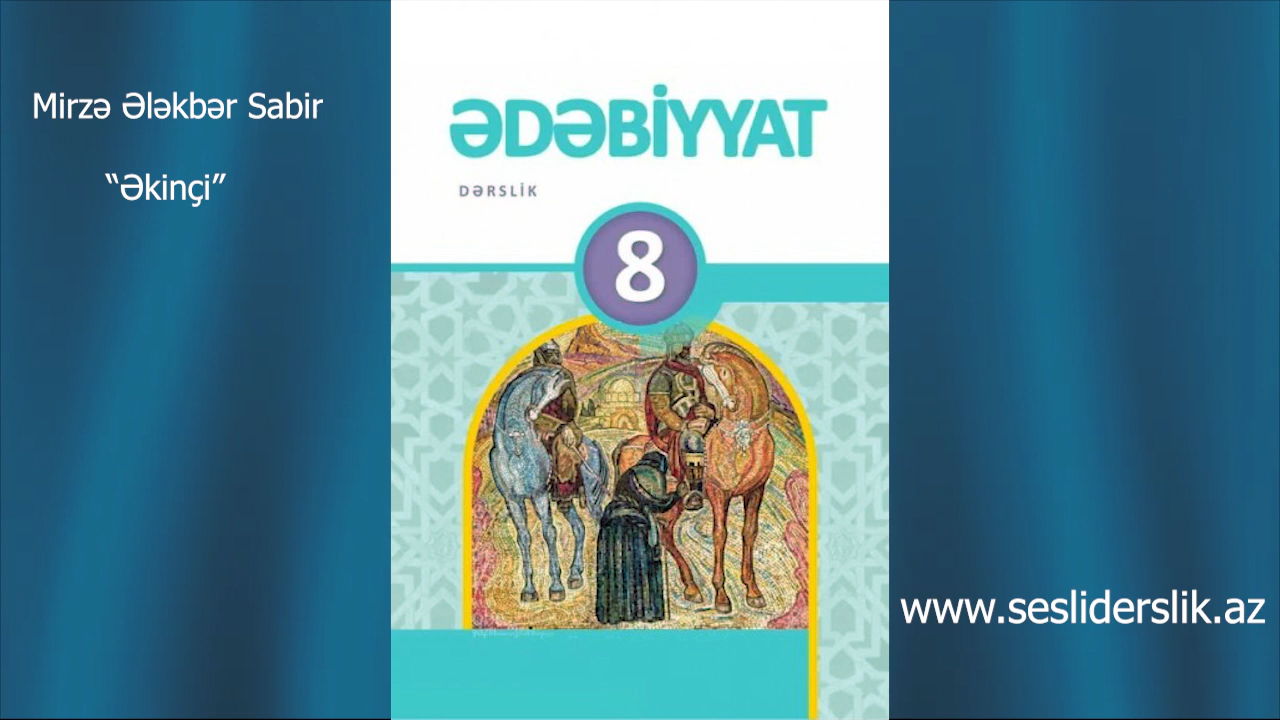 Mirzə Ələkbər Sabir
“Əkinçi”
ƏDƏBİYYAT
DƏRSLİK
8
www.sesliderslik.az